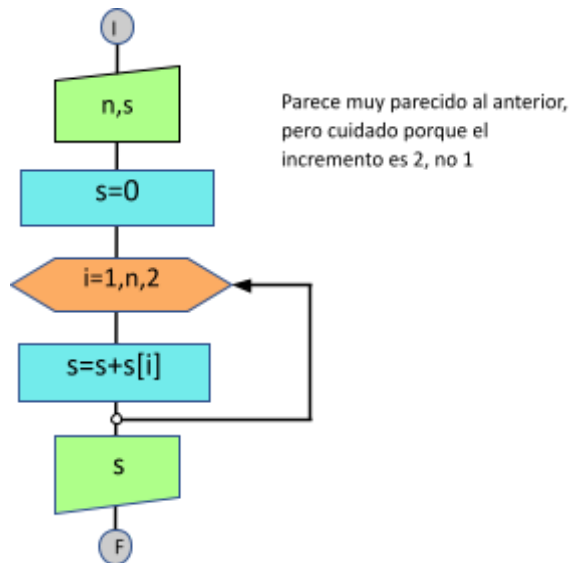 I
n,s
Parece muy parecido al anterior,
pero cuidado porque el
incremento es 2, no 1
s=0
i=1,n,2
s=s+s[i]
s
F